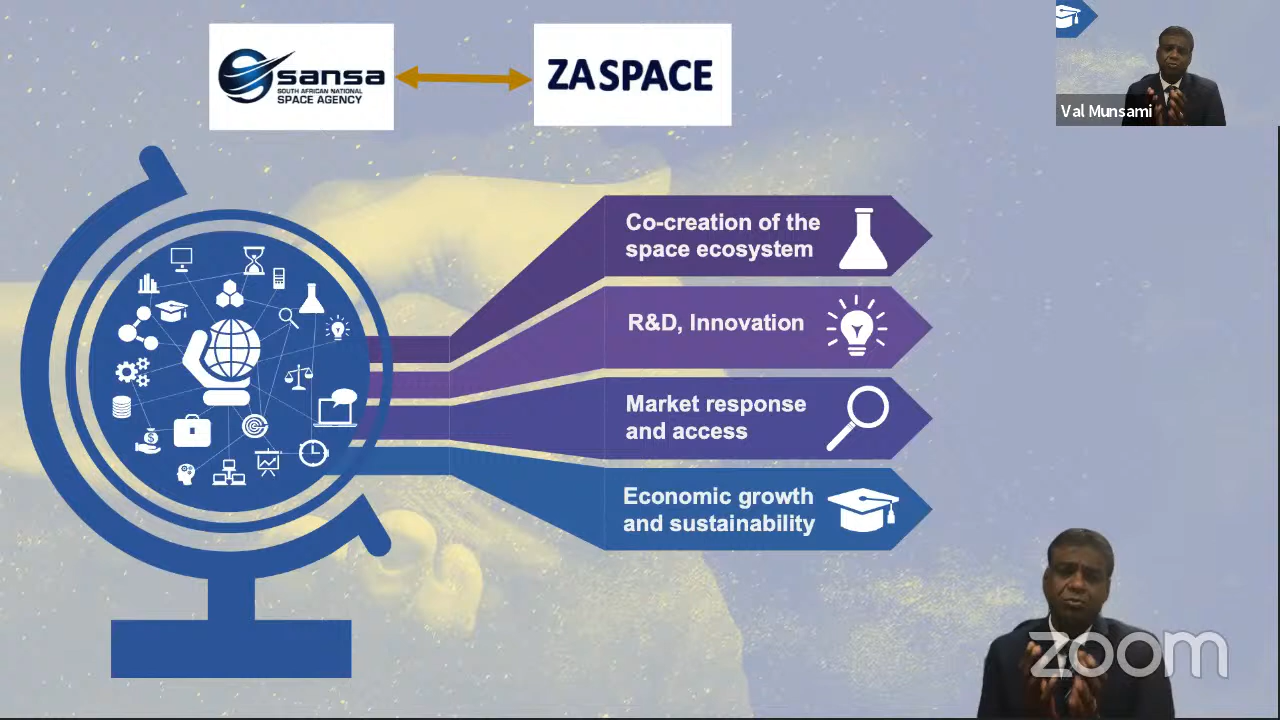 sansa
SOUTH AFRICAN NATIONAL
SPACE AGENCY
ZASPACE
Val Munsami
Co-creation of the
space ecosystem
R&D, Innovation
Market response
and access
Economic growth
and sustainability
zoom